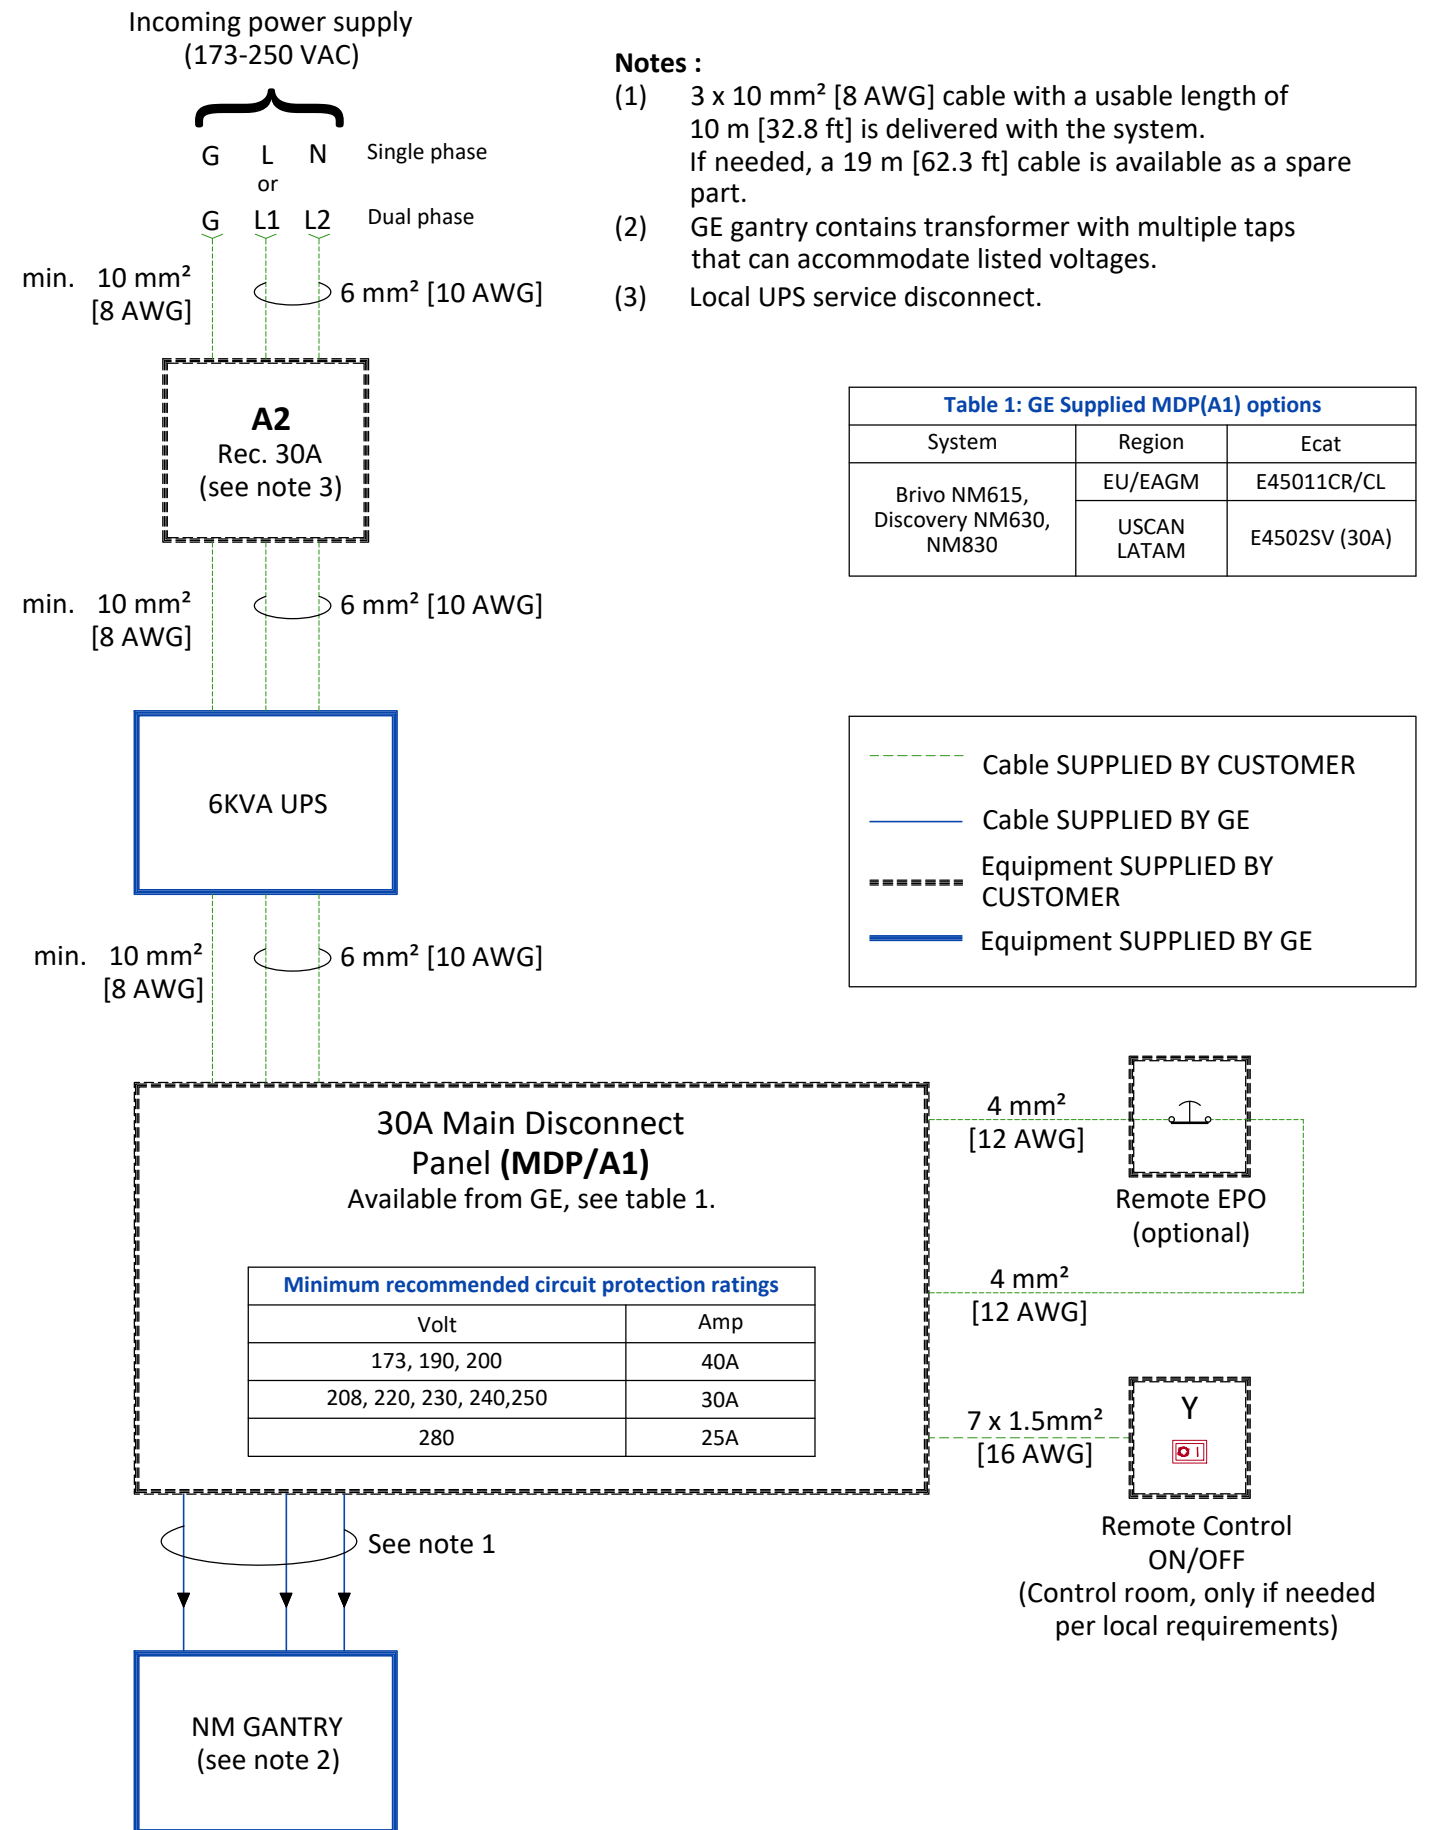 Incoming power supply
(173-250 VAC)
G L N Single phase
or
G L1 L2 Dual phase
min. 10 mm²
[8 AWG]
6 mm² [10 AWG]
Notes :
(1) 3 x 10 mm² [8 AWG] cable with a usable length of
10 m [32.8 ft] is delivered with the system.
If needed, a 19 m [62.3 ft] cable is available as a spare
part.
(2) GE gantry contains transformer with multiple taps
that can accommodate listed voltages.
(3) Local UPS service disconnect.
A2
Rec. 30A
(see note 3)
Table 1: GE Supplied MDP(A1) options
System Region Ecat
Brivo NM615,
Discovery NM630,
NM830
EU/EAGM E45011CR/CL
USCAN
LATAM
E4502SV (30A)
min. 10 mm²
[8 AWG]
6 mm² [10 AWG]
6KVA UPS
Cable SUPPLIED BY CUSTOMER
Cable SUPPLIED BY GE
Equipment SUPPLIED BY
CUSTOMER
Equipment SUPPLIED BY GE
min. 10 mm²
[8 AWG]
6 mm² [10 AWG]
30A Main Disconnect
Panel (MDP/A1)
Available from GE, see table 1.
Minimum recommended circuit protection ratings
Volt Amp
173, 190, 200 40A
208, 220, 230, 240,250 30A
280 25A
4 mm²
[12 AWG]
Remote EPO
(optional)
4 mm²
[12 AWG]
7 x 1.5mm²
[16 AWG]
Y
Remote Control
ON/OFF
(Control room, only if needed
per local requirements)
See note 1
NM GANTRY
(see note 2)